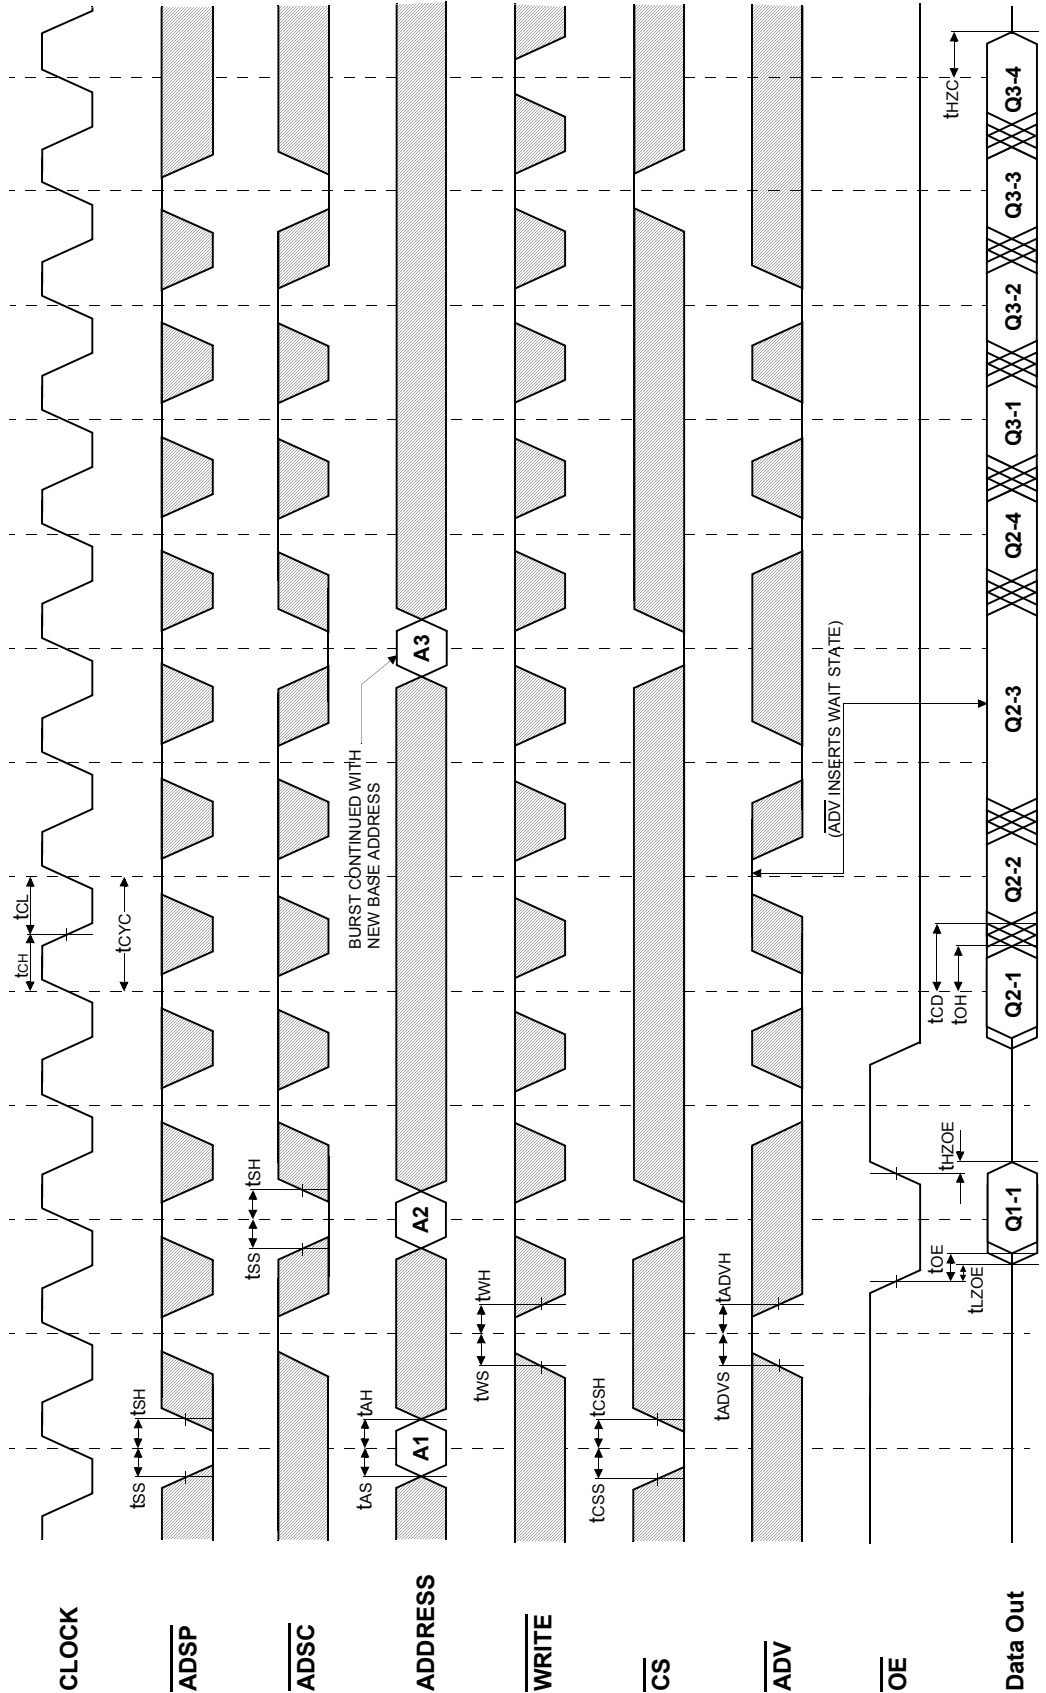 CLOCK
tCH
tCL
tCYC
ADSP
tSS
tSH
ADSC
tSS
tSH
BURST CONTINUED WITH
NEW BASE ADDRESS
ADDRESS
tAS
tAH
A1
A2
A3
WRITE
tWS
tWH
CS
tCSS
tCSH
ADV
tADVS
tADVH
(ADV INSERTS WAIT STATE)
OE
tOE
tLZOE
tHZOE
tCD
tOH
tHZC
Data Out
Q1-1
Q2-1
Q2-2
Q2-3
Q2-4
Q3-1
Q3-2
Q3-3
Q3-4